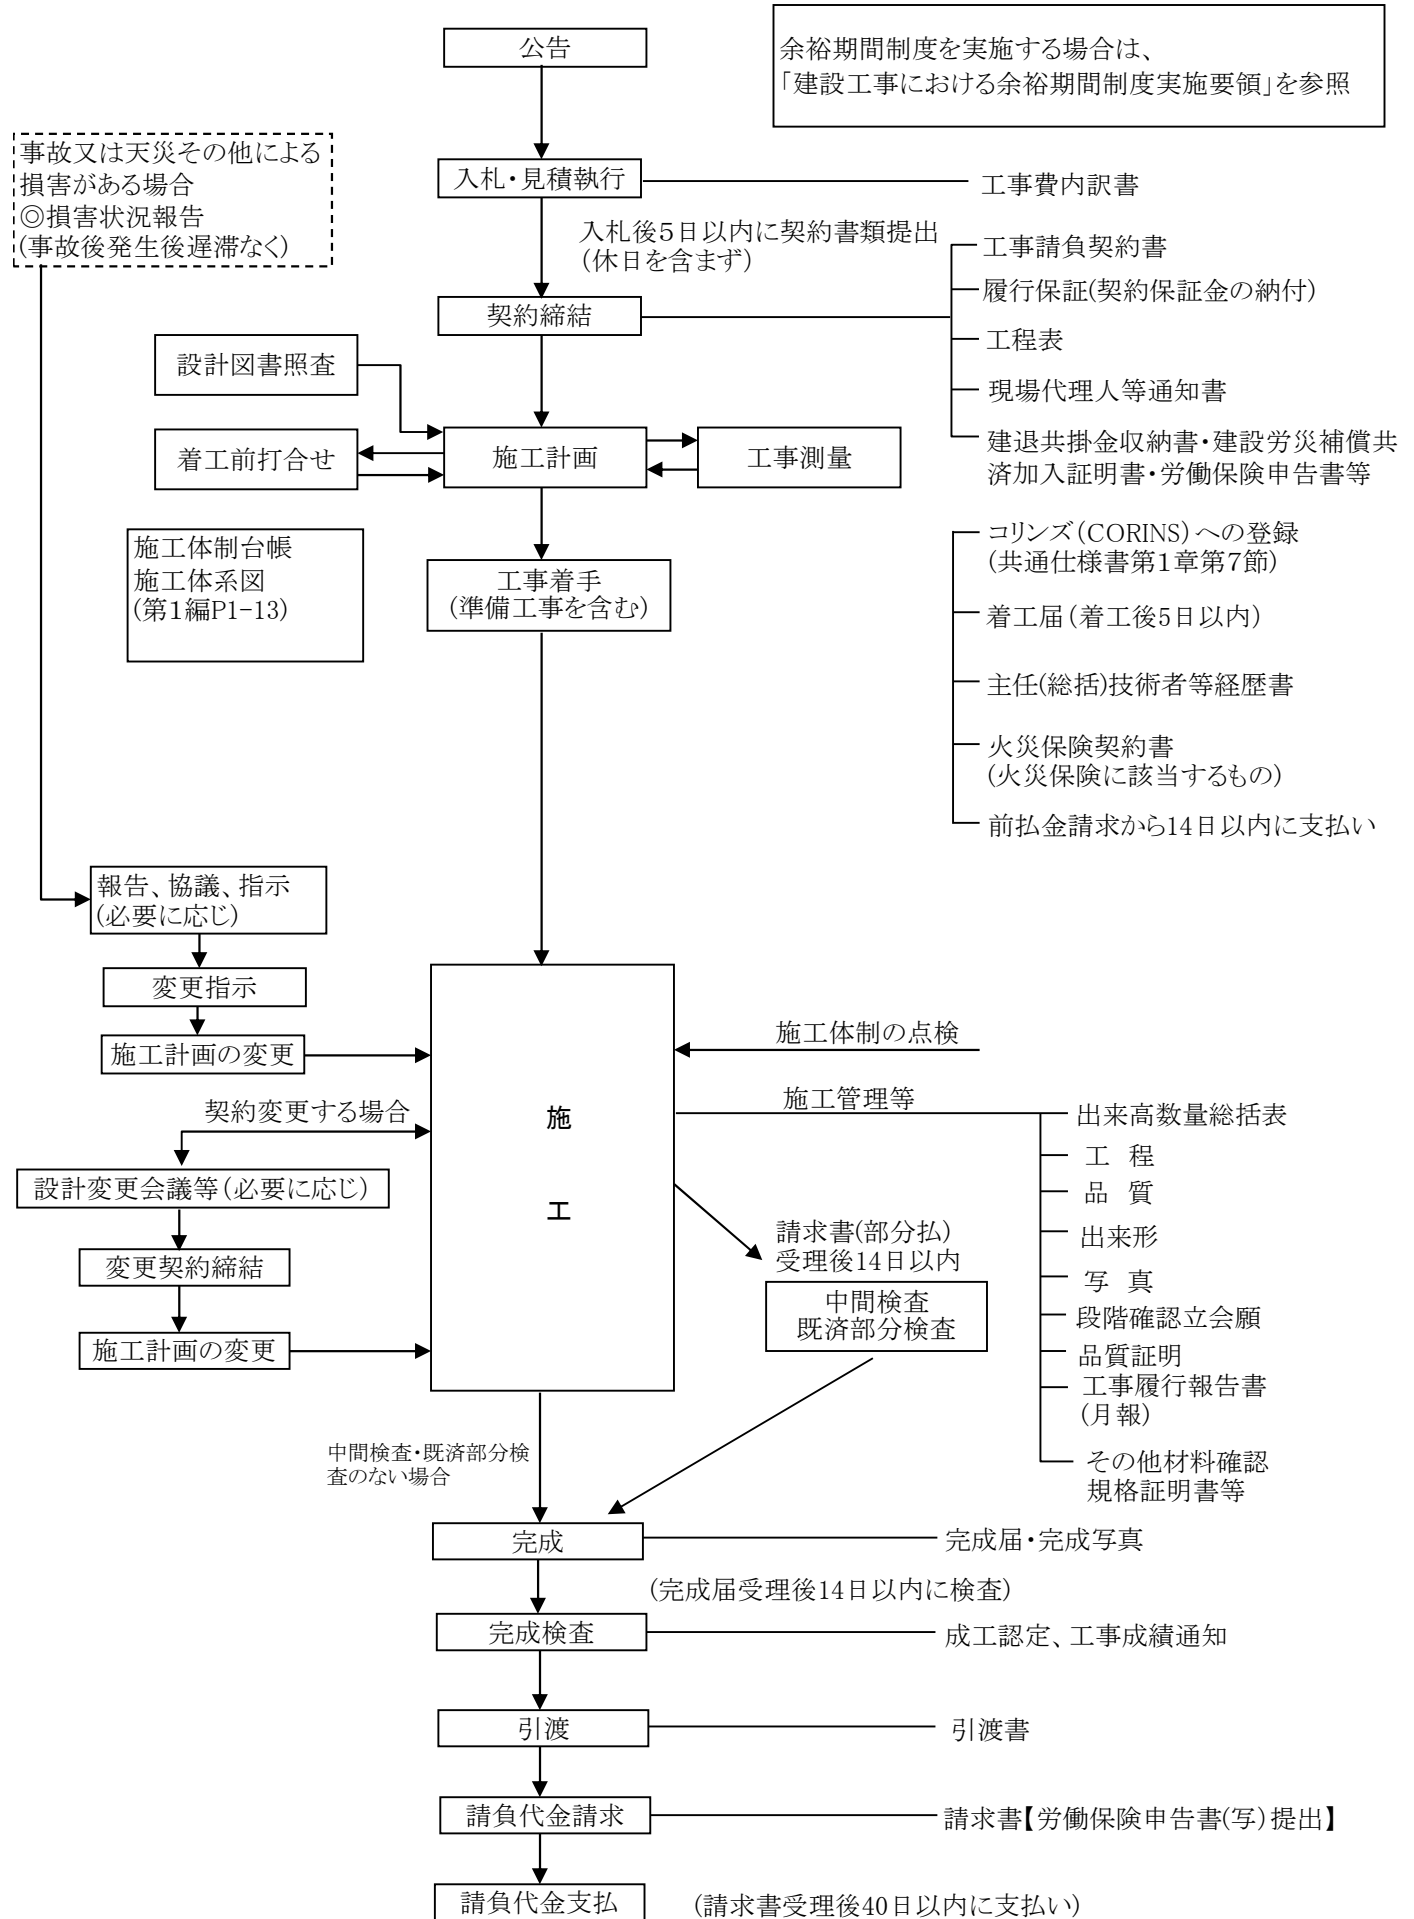 公告
余裕期間制度を実施する場合は、
「建設工事における余裕期間制度実施要領」を参照
事故又は天災その他による
損害がある場合
◎損害状況報告
(事故後発生後遅滞なく)
入札・見積執行
工事費内訳書
入札後５日以内に契約書類提出
(休日を含まず)
契約締結
工事請負契約書
履行保証(契約保証金の納付)
工程表
現場代理人等通知書
建退共掛金収納書・建設労災補償共
済加入証明書・労働保険申告書等
設計図書照査
着工前打合せ
施工計画
工事測量
施工体制台帳
施工体系図
(第１編P1-13)
工事着手
(準備工事を含む)
コリンズ(CORINS)への登録
(共通仕様書第１章第７節)
着工届(着工後5日以内)
主任(総括)技術者等経歴書
火災保険契約書
(火災保険に該当するもの)
前払金請求から14日以内に支払い
報告、協議、指示
(必要に応じ)
変更指示
施工計画の変更
契約変更する場合
設計変更会議等(必要に応じ)
変更契約締結
施工計画の変更
施
工
施工体制の点検
施工管理等
出来高数量総括表
工　程
品　質
出来形
写　真
段階確認立会願
品質証明
工事履行報告書
(月報)
その他材料確認
規格証明書等
請求書(部分払)
受理後14日以内
中間検査
既済部分検査
中間検査・既済部分検
査のない場合
完成
完成届・完成写真
(完成届受理後14日以内に検査)
完成検査
成工認定、工事成績通知
引渡
引渡書
請負代金請求
請求書【労働保険申告書(写)提出】
請負代金支払
(請求書受理後40日以内に支払い)